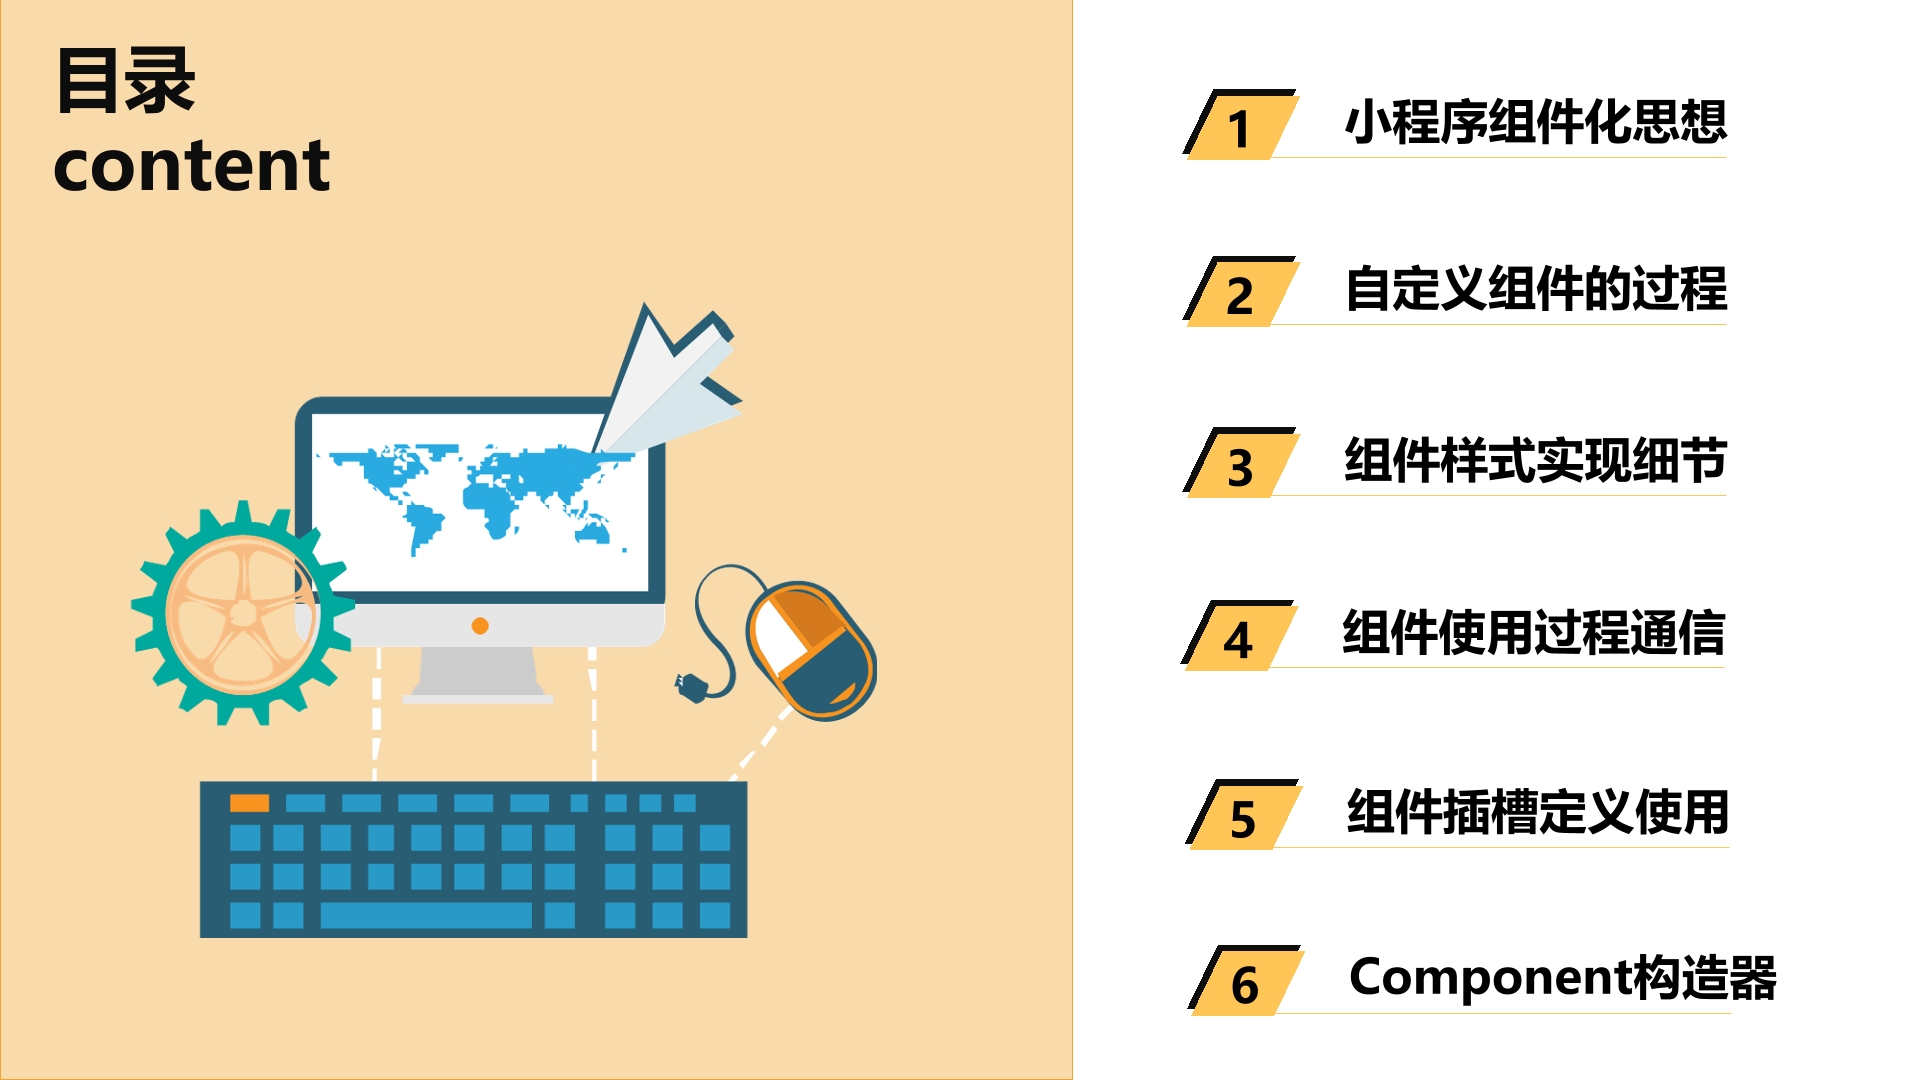 目录
content
1 小程序组件化思想
2 自定义组件的过程
3 组件样式实现细节
4 组件使用过程通信
5 组件插槽定义使用
6 Component构造器